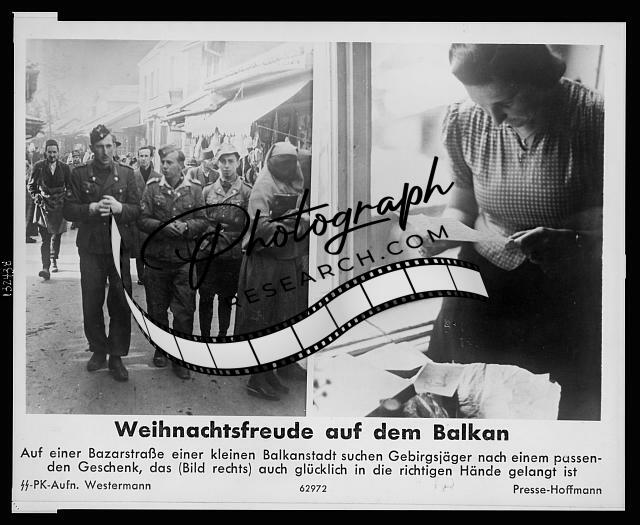 Photograph
RESEARCH.COM
Weihnachtsfreude auf dem Balkan
Auf einer Bazarstraße einer kleinen Balkanstadt suchen Gebirgsjäger nach einem passen-
den Geschenk, das (Bild rechts) auch glücklich in die richtigen Hände gelangt ist
ᛋᛋ-PK-Aufn. Westermann 62972 Presse-Hoffmann